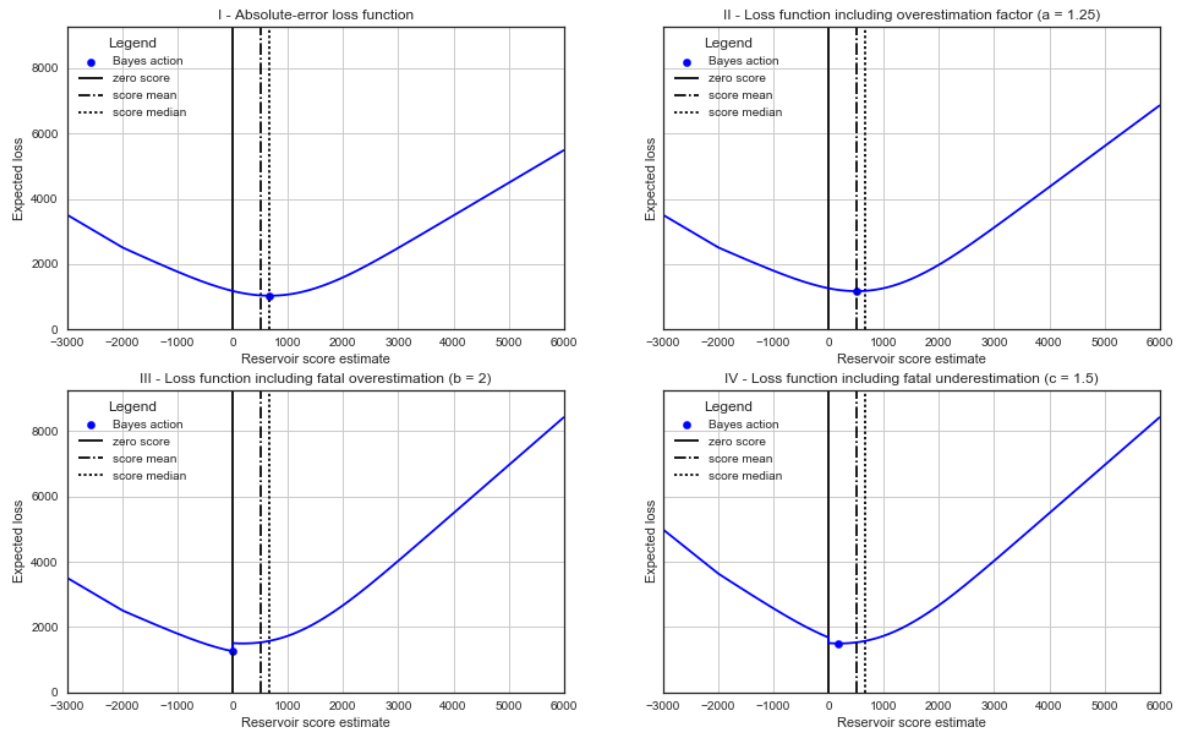 I - Absolute-error loss function
Expected loss
8000
6000
4000
2000
0
Legend
Bayes action
zero score
score mean
score median
−3000 −2000 −1000 0 1000 2000 3000 4000 5000 6000
Reservoir score estimate
II - Loss function including overestimation factor (a = 1.25)
Expected loss
Legend
Bayes action
zero score
score mean
score median
−3000 −2000 −1000 0 1000 2000 3000 4000 5000 6000
Reservoir score estimate
III - Loss function including fatal overestimation (b = 2)
Expected loss
8000
6000
4000
2000
0
Legend
Bayes action
zero score
score mean
score median
−3000 −2000 −1000 0 1000 2000 3000 4000 5000 6000
Reservoir score estimate
IV - Loss function including fatal underestimation (c = 1.5)
Expected loss
Legend
Bayes action
zero score
score mean
score median
−3000 −2000 −1000 0 1000 2000 3000 4000 5000 6000
Reservoir score estimate